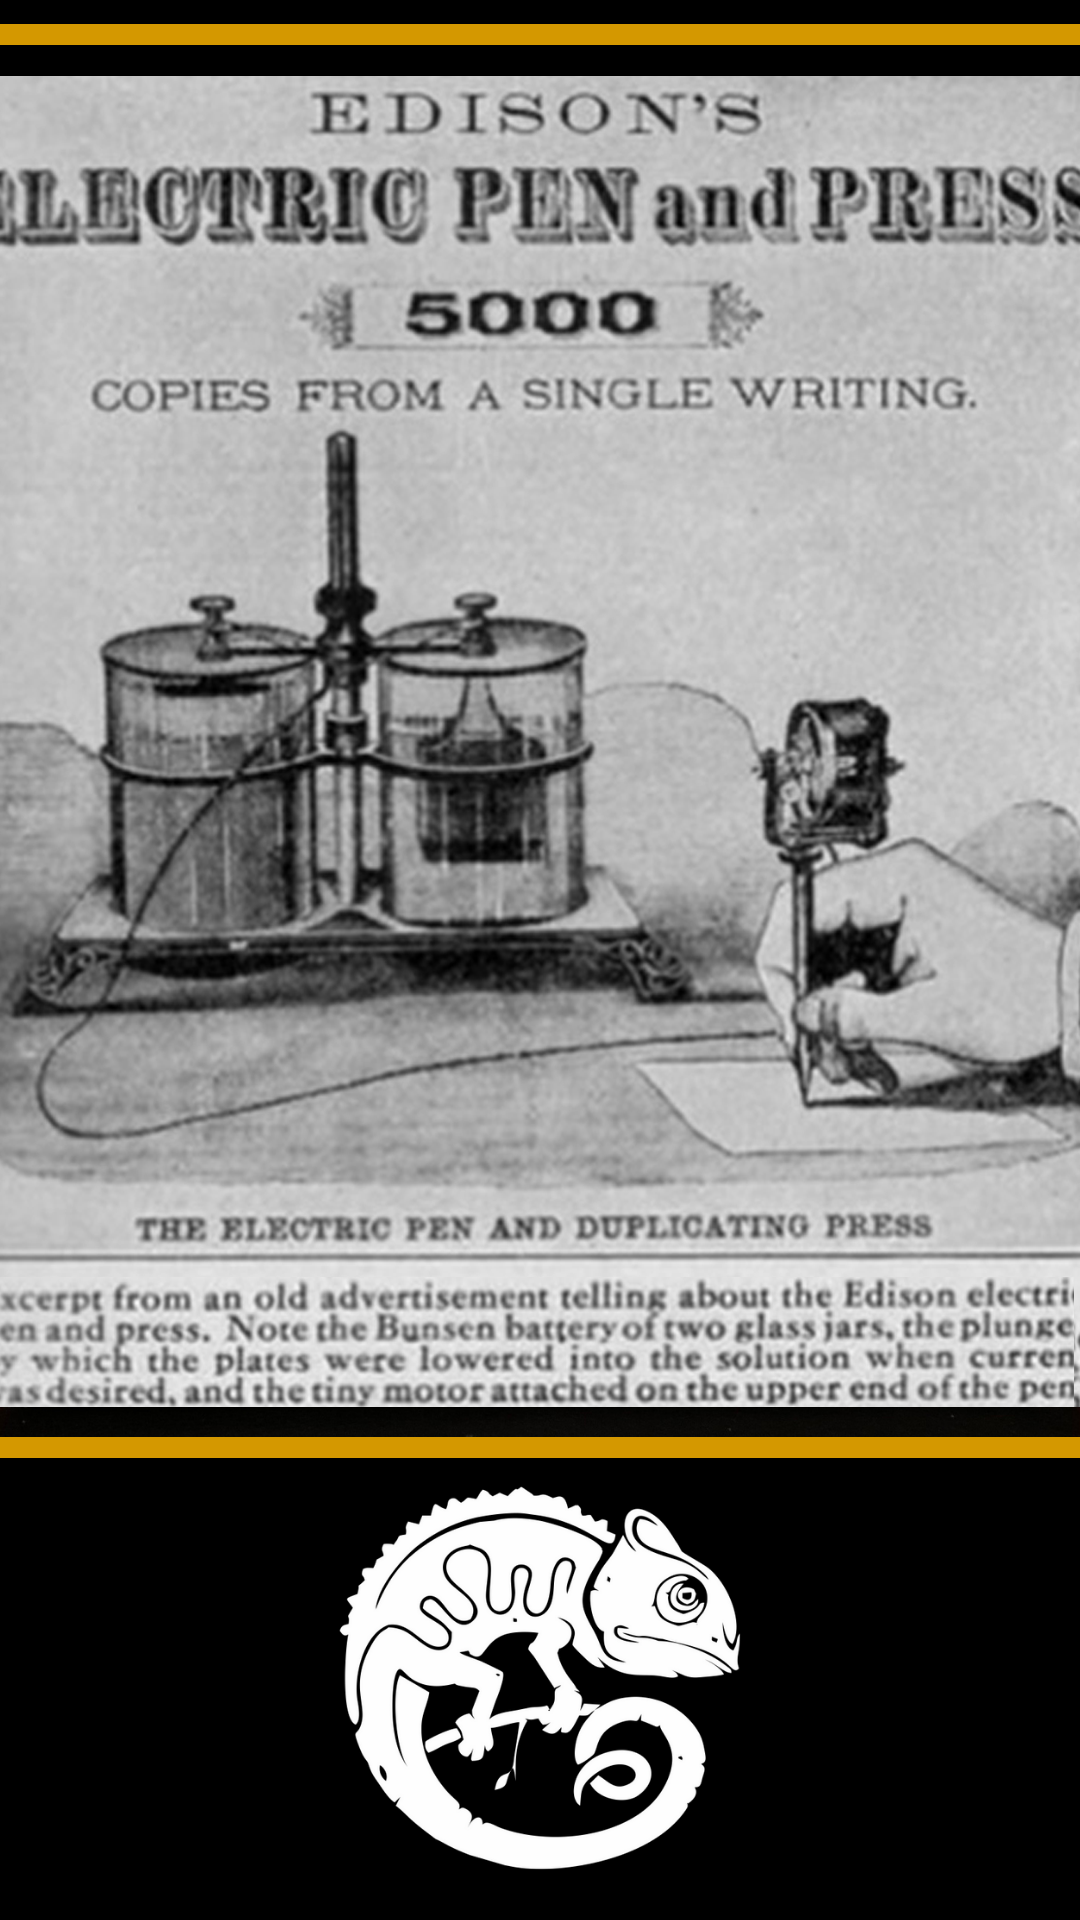 EDISON'S
ELECTRIC PEN and PRESS
5000
COPIES FROM A SINGLE WRITING.
THE ELECTRIC PEN AND DUPLICATING PRESS
xcerpt from an old advertisement telling about the Edison electri
en and press. Note the Bunsen battery of two glass jars, the plunge
y which the plates were lowered into the solution when curren
as desired, and the tiny motor attached on the upper end of the pen